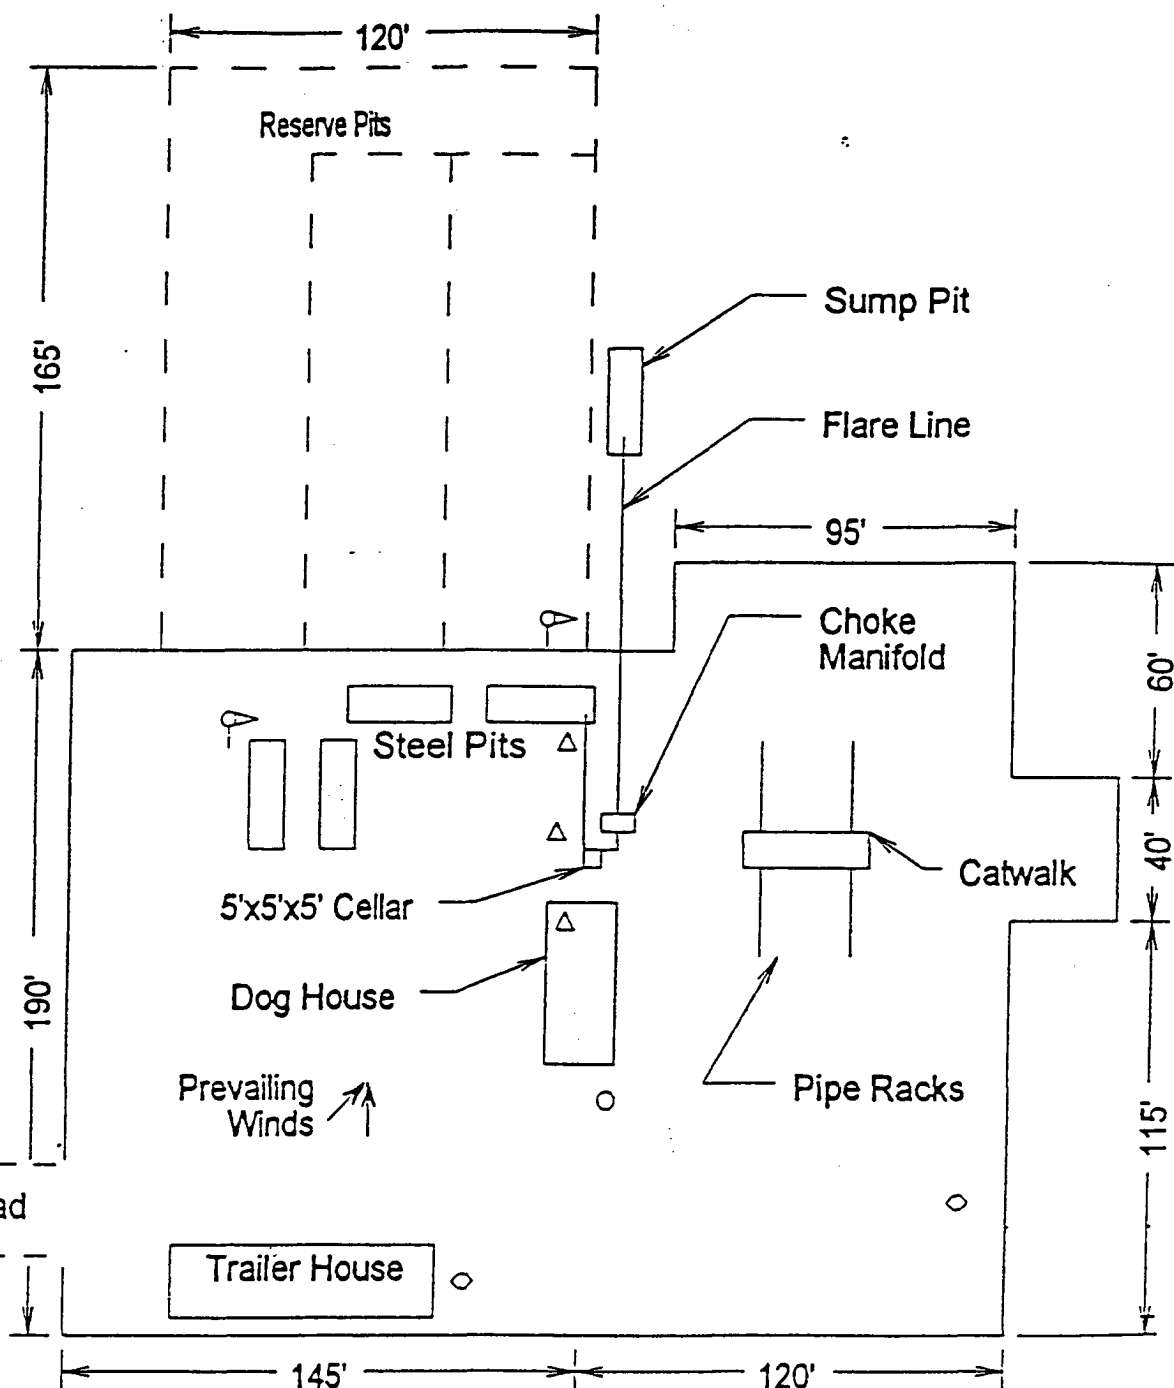 120'
Reserve Pits
165'
Sump Pit
Flare Line
95'
Choke
Manifold
60'
Steel Pits
40'
Catwalk
5'x5'x5' Cellar
190'
Dog House
Prevailing
Winds
Pipe Racks
115'
ad
Trailer House
145'
120'